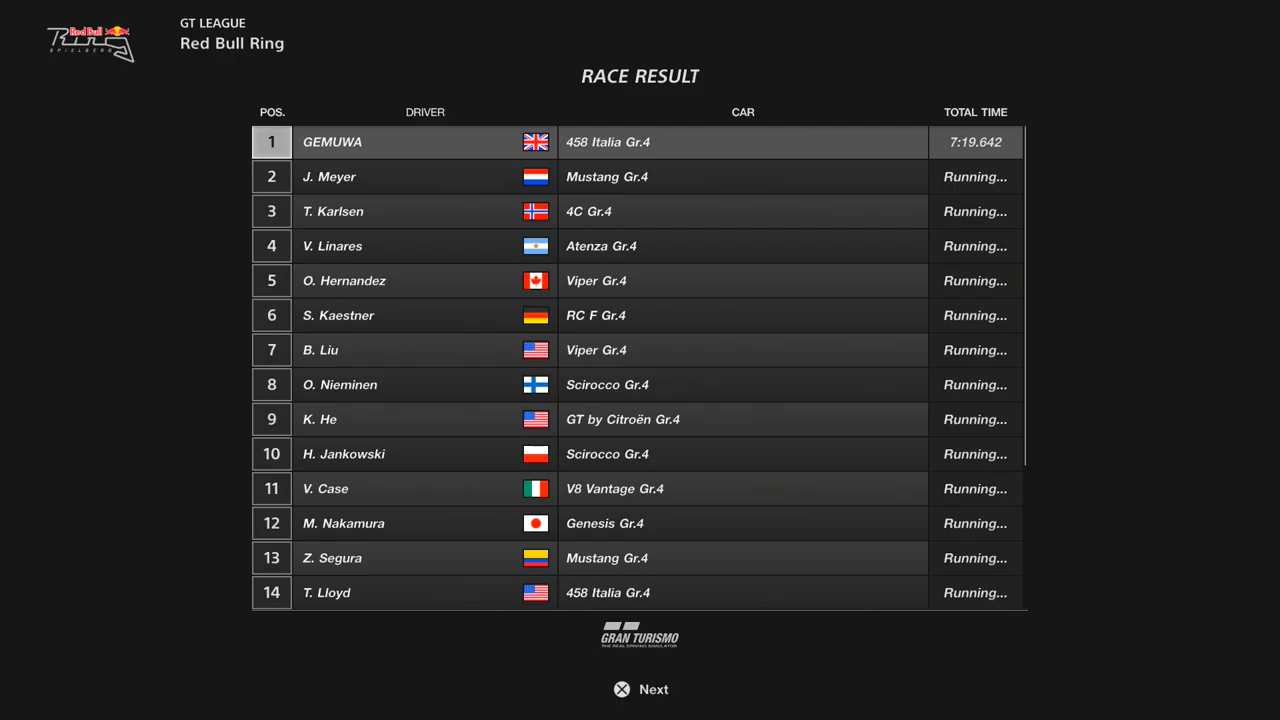 GT LEAGUE
Red Bull Ring
Red Bull
Ring
SPIELBERG
RACE RESULT
POS. DRIVER CAR TOTAL TIME
1 GEMUWA 458 Italia Gr.4 7:19.642
2 J. Meyer Mustang Gr.4 Running...
3 T. Karlsen 4C Gr.4 Running...
4 V. Linares Atenza Gr.4 Running...
5 O. Hernandez Viper Gr.4 Running...
6 S. Kaestner RC F Gr.4 Running...
7 B. Liu Viper Gr.4 Running...
8 O. Nieminen Scirocco Gr.4 Running...
9 K. He GT by Citroën Gr.4 Running...
10 H. Jankowski Scirocco Gr.4 Running...
11 V. Case V8 Vantage Gr.4 Running...
12 M. Nakamura Genesis Gr.4 Running...
13 Z. Segura Mustang Gr.4 Running...
14 T. Lloyd 458 Italia Gr.4 Running...
GRAN TURISMO
THE REAL DRIVING SIMULATOR
Next